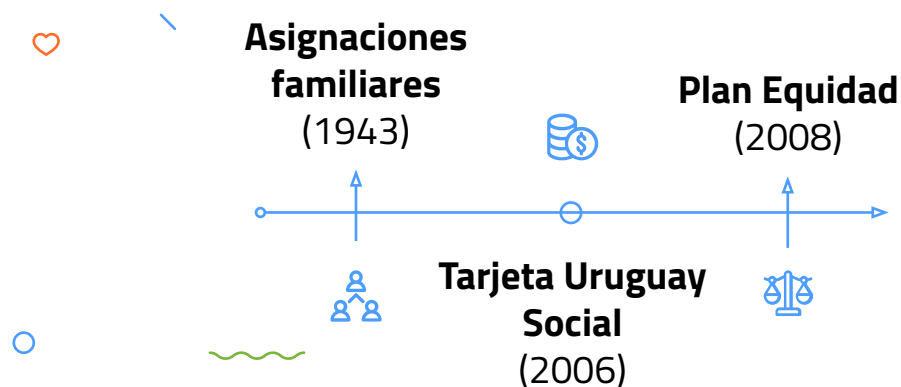 Asignaciones
familiares
(1943)
Plan Equidad
(2008)
Tarjeta Uruguay
Social
(2006)